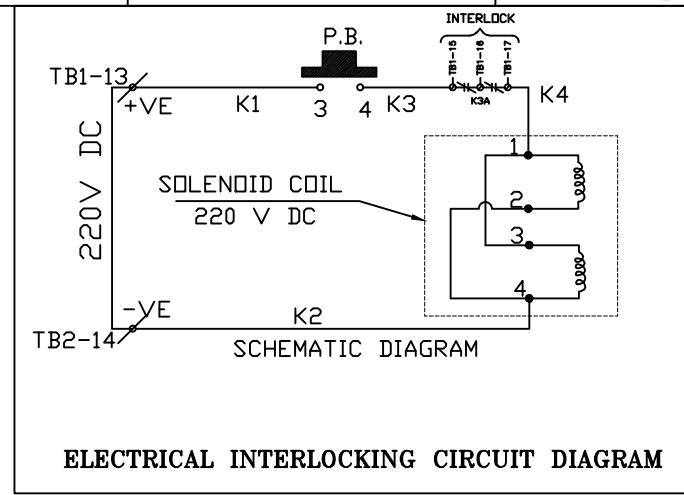 INTERLOCK
P.B.
TB1-15
TB1-16
TB1-17
TB1-13
+VE
K1
3
4
K3
K3A
K4
220V DC
1
SOLENOID COIL
220 V DC
2
3
4
-VE
K2
TB2-14
SCHEMATIC DIAGRAM
ELECTRICAL INTERLOCKING CIRCUIT DIAGRAM